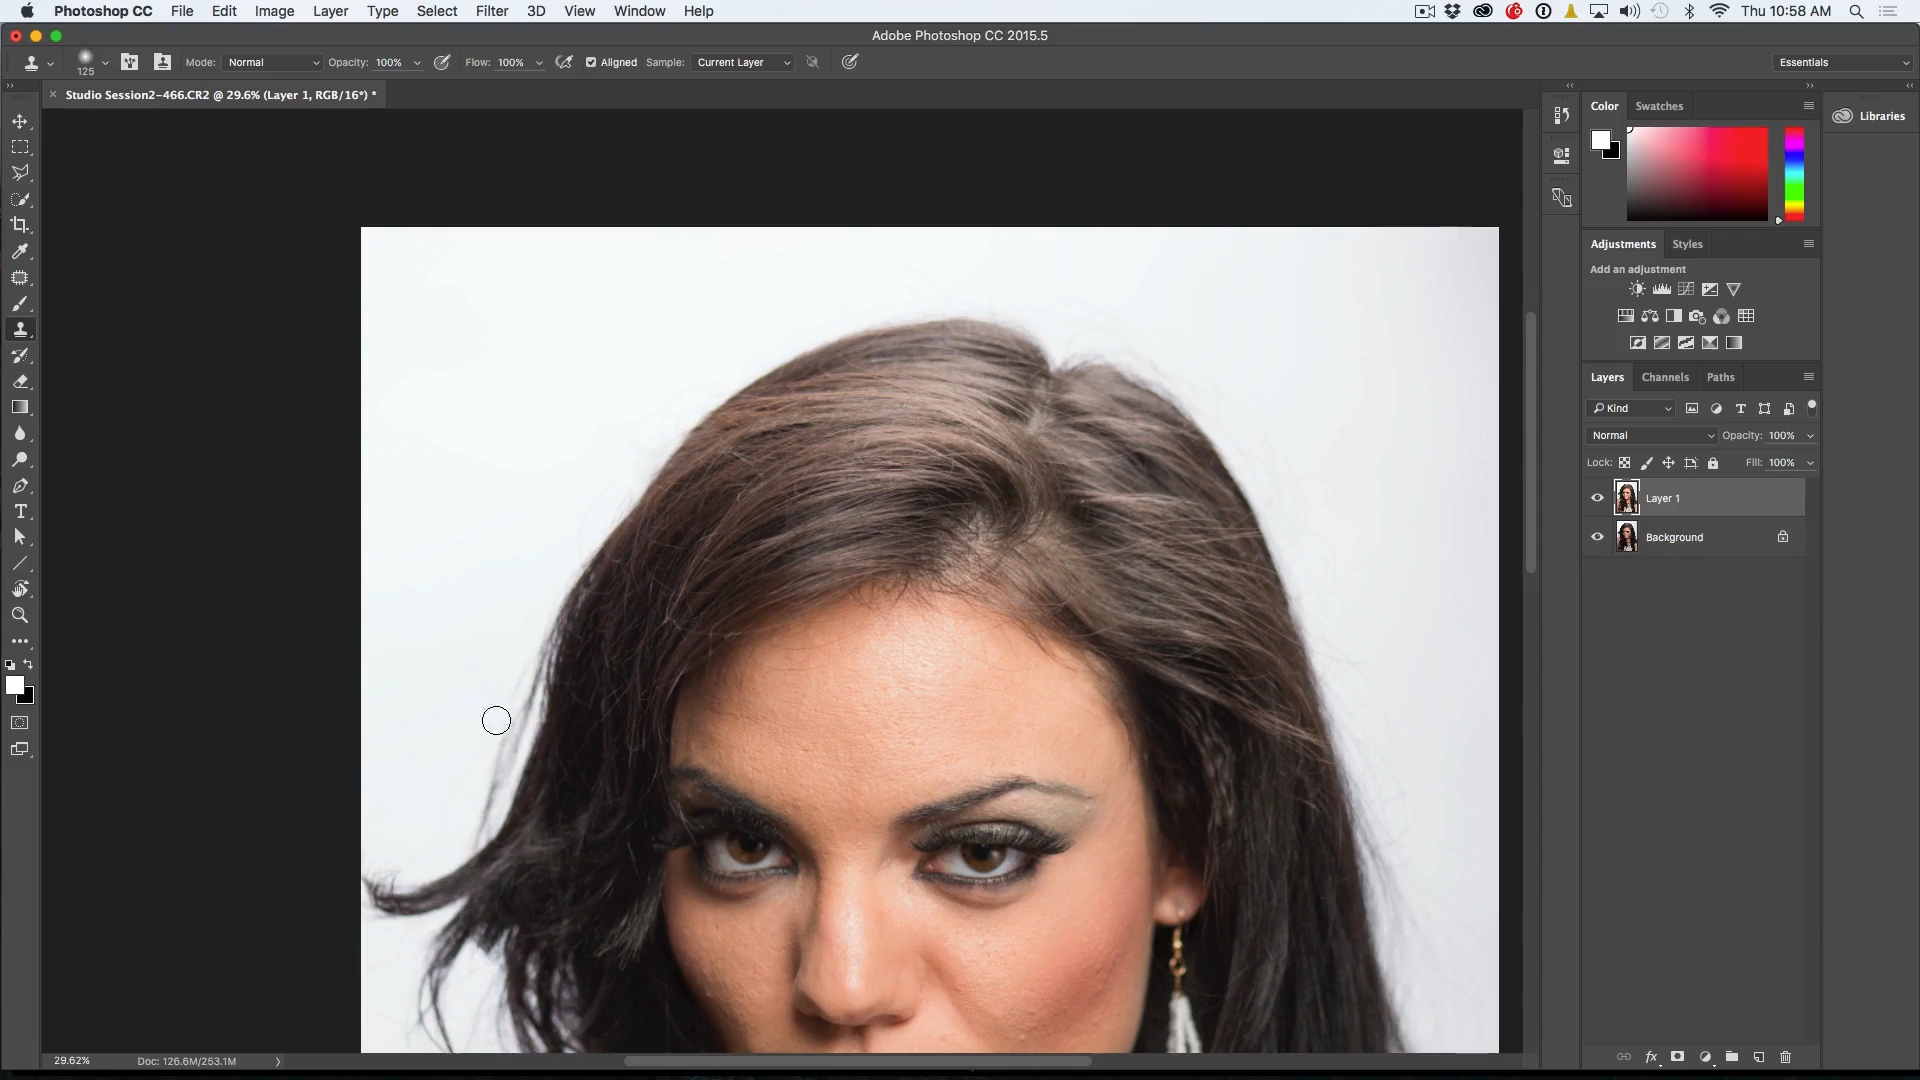 Photoshop CC File Edit Image Layer Type Select Filter 3D View Window Help Thu 10:58 AM
Adobe Photoshop CC 2015.5
125 Mode: Normal Opacity: 100% Flow: 100% Aligned Sample: Current Layer Essentials
× Studio Session2-466.CR2 @ 29.6% (Layer 1, RGB/16*) *
Color Swatches
Libraries
Adjustments Styles
Add an adjustment
Layers Channels Paths
Kind
Normal Opacity: 100%
Lock: Fill: 100%
Layer 1
Background
29.62% Doc: 126.6M/253.1M